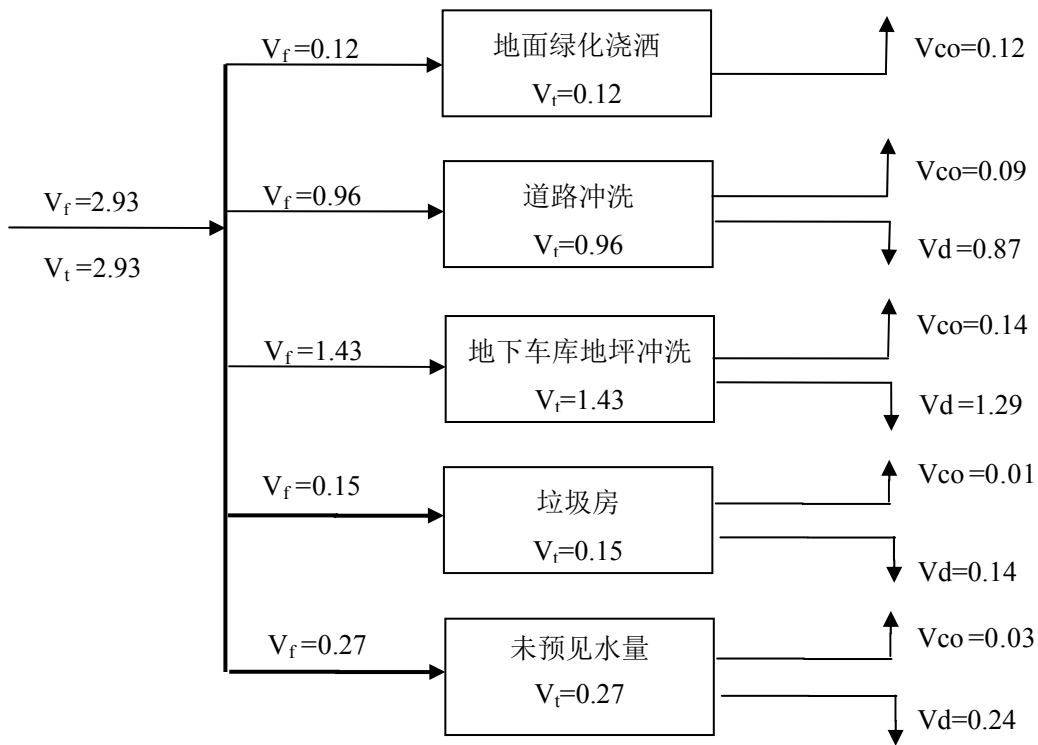 V_f=0.12
地面绿化浇洒
V_t=0.12
Vco=0.12
V_f=2.93
V_t=2.93
V_f=0.96
道路冲洗
V_t=0.96
Vco=0.09
Vd=0.87
V_f=1.43
地下车库地坪冲洗
V_t=1.43
Vco=0.14
Vd=1.29
V_f=0.15
垃圾房
V_t=0.15
Vco=0.01
Vd=0.14
V_f=0.27
未预见水量
V_t=0.27
Vco=0.03
Vd=0.24